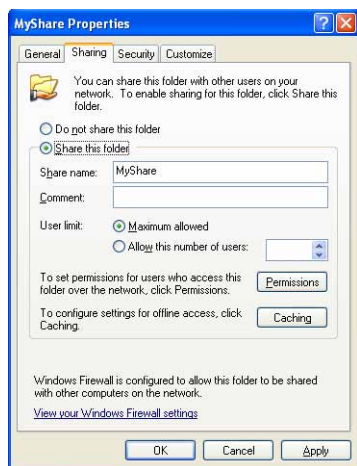 MyShare Properties
General Sharing Security Customize
You can share this folder with other users on your
network. To enable sharing for this folder, click Share this
folder.
Do not share this folder
Share this folder
Share name: MyShare
Comment:
User limit: Maximum allowed
Allow this number of users:
To set permissions for users who access this
folder over the network, click Permissions.
Permissions
To configure settings for offline access, click
Caching.
Caching
Windows Firewall is configured to allow this folder to be shared
with other computers on the network.
View your Windows Firewall settings
OK Cancel Apply